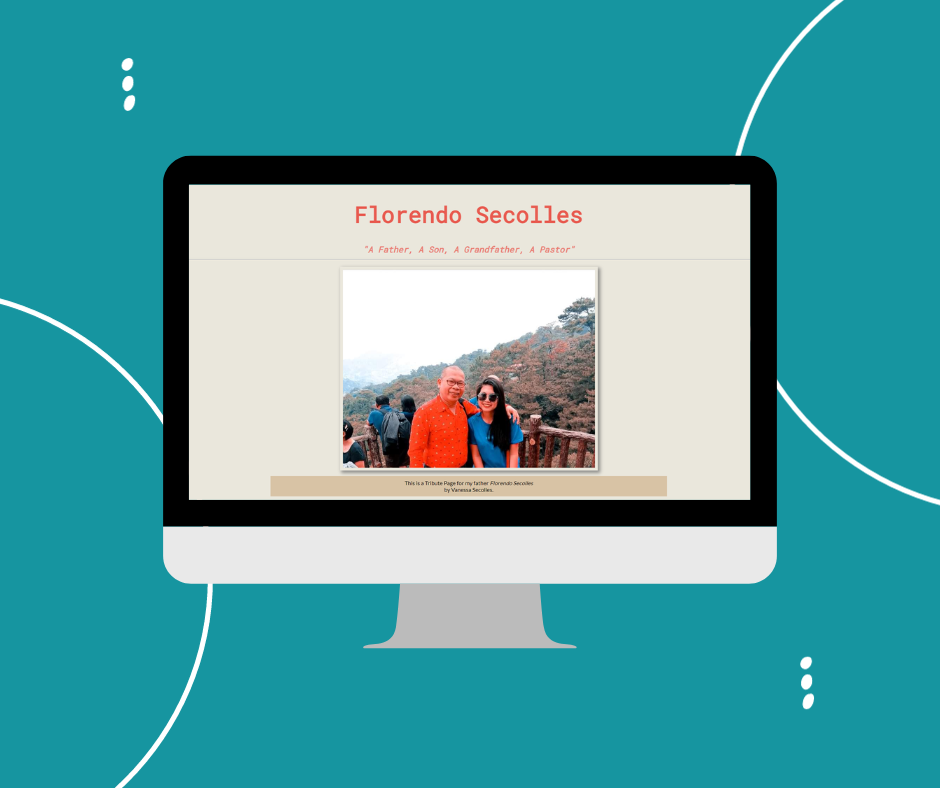 Florendo Secolles
"A Father, A Son, A Grandfather, A Pastor"
This is a Tribute Page for my father Florendo Secolles
by Vanessa Secolles.